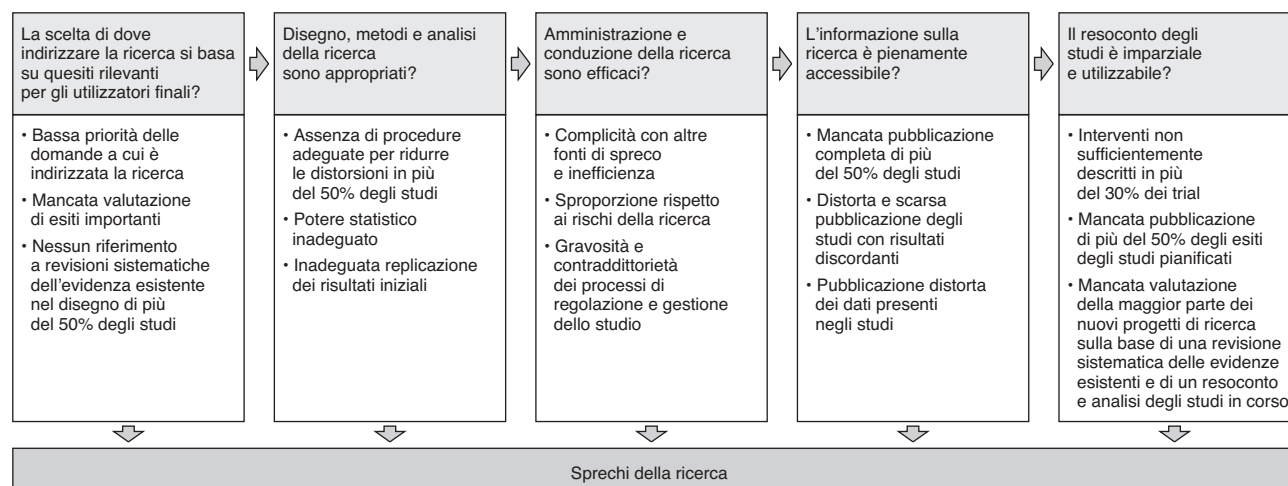 La scelta di dove
indirizzare la ricerca si basa
su quesiti rilevanti
per gli utilizzatori finali?
• Bassa priorità delle
domande a cui è
indirizzata la ricerca
• Mancata valutazione
di esiti importanti
• Nessun riferimento
a revisioni sistematiche
dell'evidenza esistente
nel disegno di più
del 50% degli studi
Disegno, metodi e analisi
della ricerca
sono appropriati?
• Assenza di procedure
adeguate per ridurre
le distorsioni in più
del 50% degli studi
• Potere statistico
inadeguato
• Inadeguata replicazione
dei risultati iniziali
Amministrazione e
conduzione della ricerca
sono efficaci?
• Complicità con altre
fonti di spreco
e inefficienza
• Sproporzione rispetto
ai rischi della ricerca
• Gravosità e
contraddittorietà
dei processi di
regolazione e gestione
dello studio
L'informazione sulla
ricerca è pienamente
accessibile?
• Mancata pubblicazione
completa di più
del 50% degli studi
• Distorta e scarsa
pubblicazione degli
studi con risultati
discordanti
• Pubblicazione distorta
dei dati presenti
negli studi
Il resoconto degli
studi è imparziale
e utilizzabile?
• Interventi non
sufficientemente
descritti in più
del 30% dei trial
• Mancata pubblicazione
di più del 50% degli esiti
degli studi pianificati
• Mancata valutazione
della maggior parte dei
nuovi progetti di ricerca
sulla base di una revisione
sistematica delle evidenze
esistenti e di un resoconto
e analisi degli studi in corso
Sprechi della ricerca